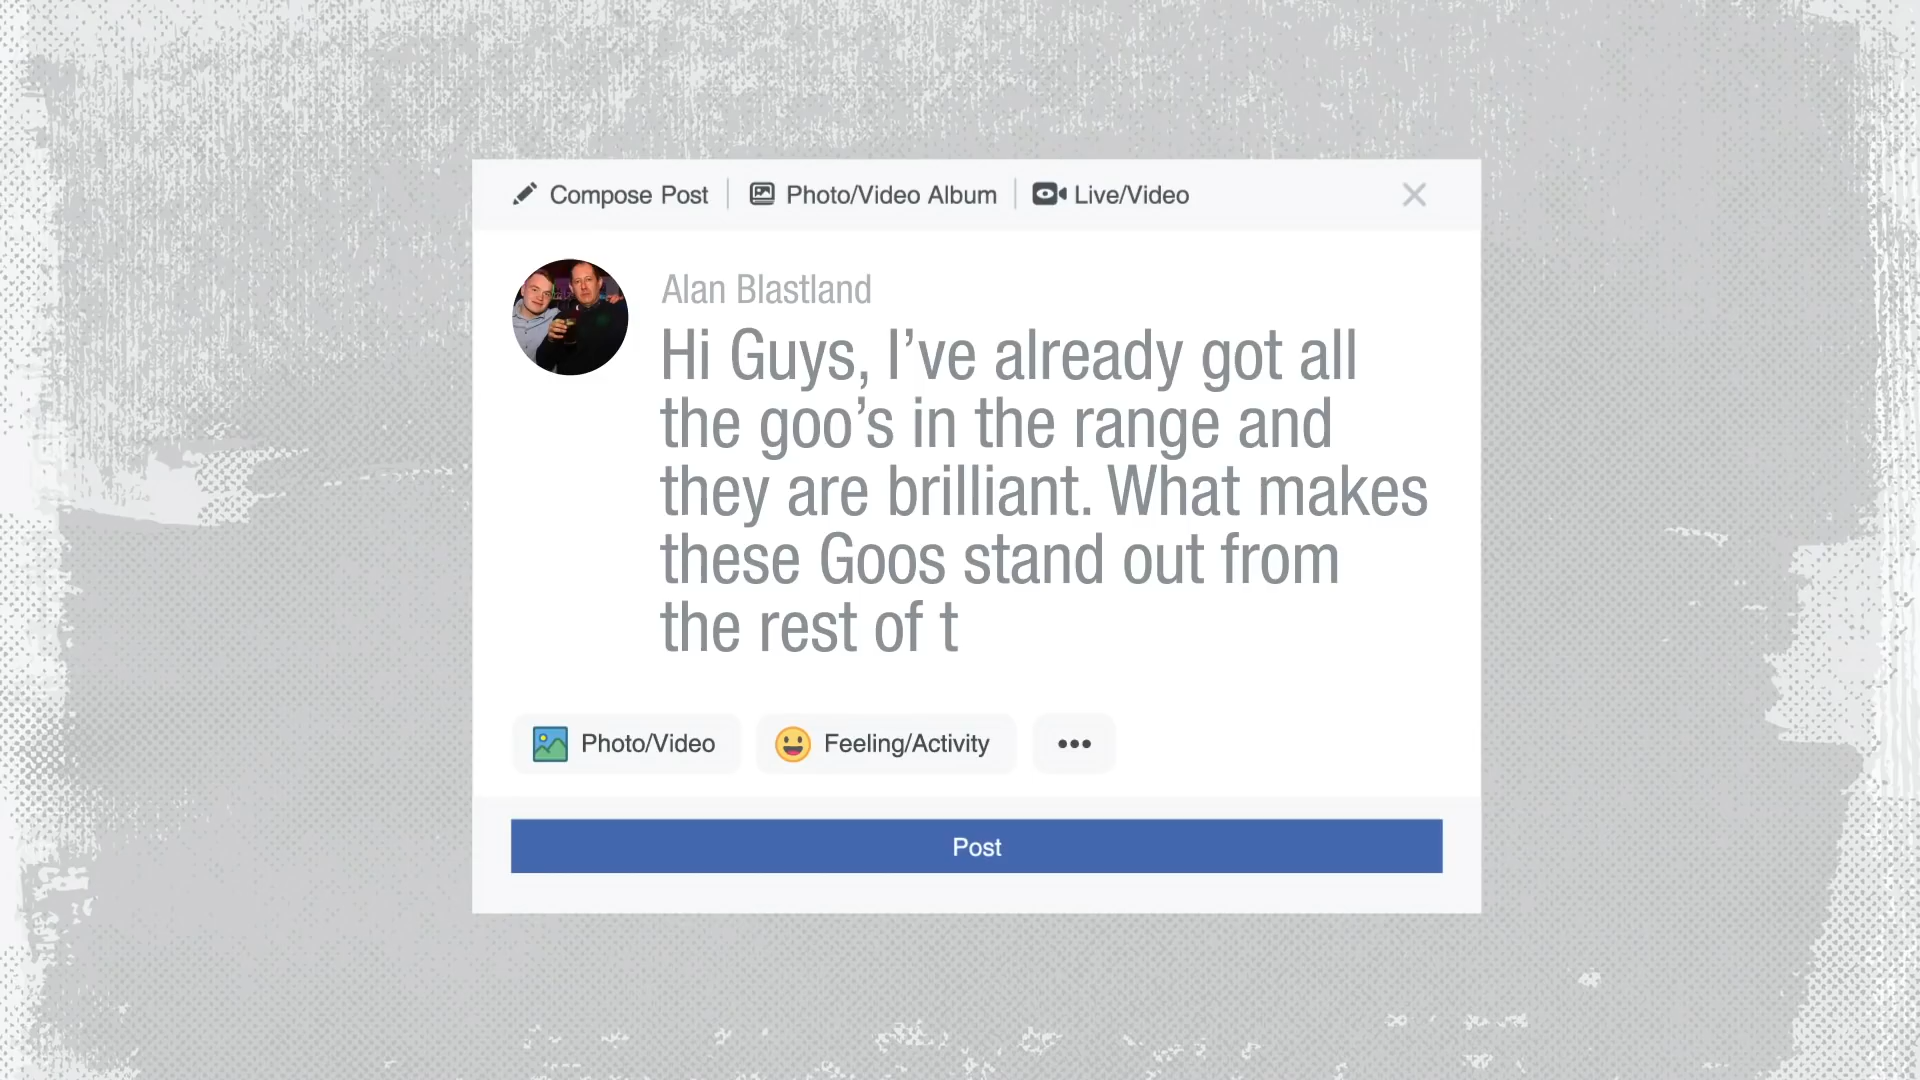 Compose Post
Photo/Video Album
Live/Video
Alan Blastland
Hi Guys, I’ve already got all
the goo’s in the range and
they are brilliant. What makes
these Goos stand out from
the rest of t
Photo/Video
Feeling/Activity
Post